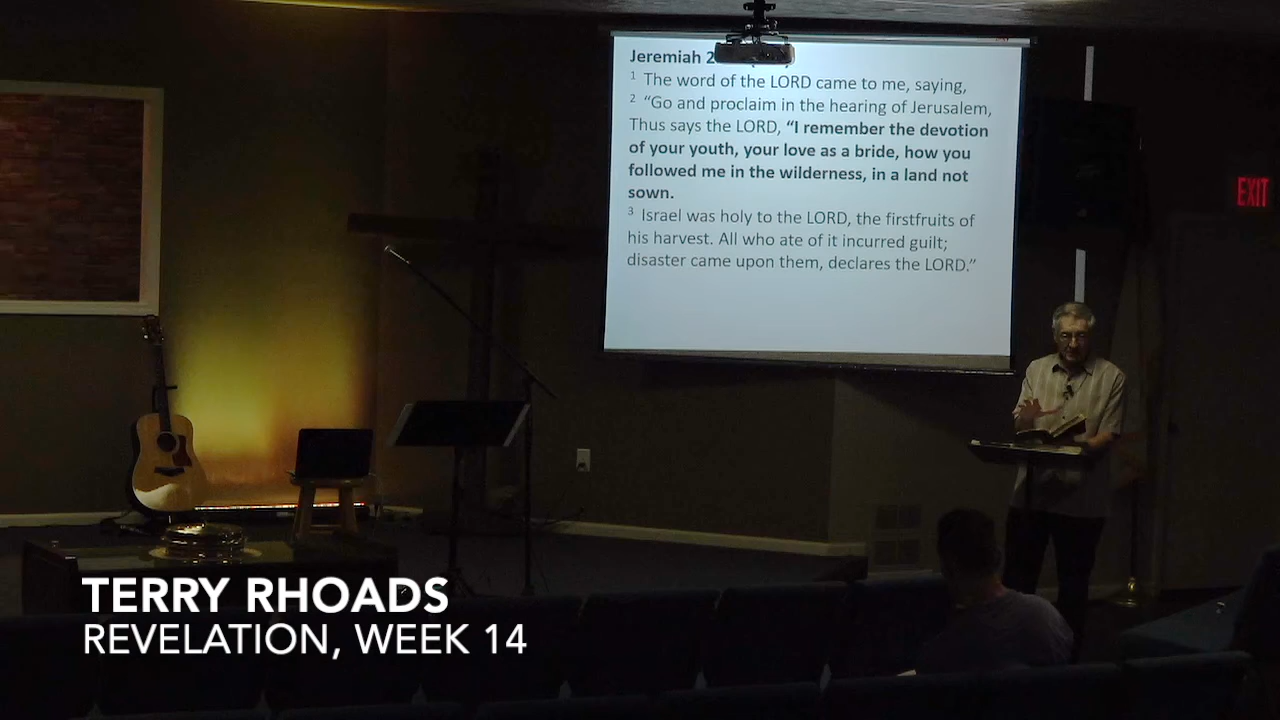 Jeremiah 2
1 The word of the LORD came to me, saying,
2 “Go and proclaim in the hearing of Jerusalem,
Thus says the LORD, “I remember the devotion
of your youth, your love as a bride, how you
followed me in the wilderness, in a land not
sown.
3 Israel was holy to the LORD, the firstfruits of
his harvest. All who ate of it incurred guilt;
disaster came upon them, declares the LORD.”
EXIT
TERRY RHOADS
REVELATION, WEEK 14